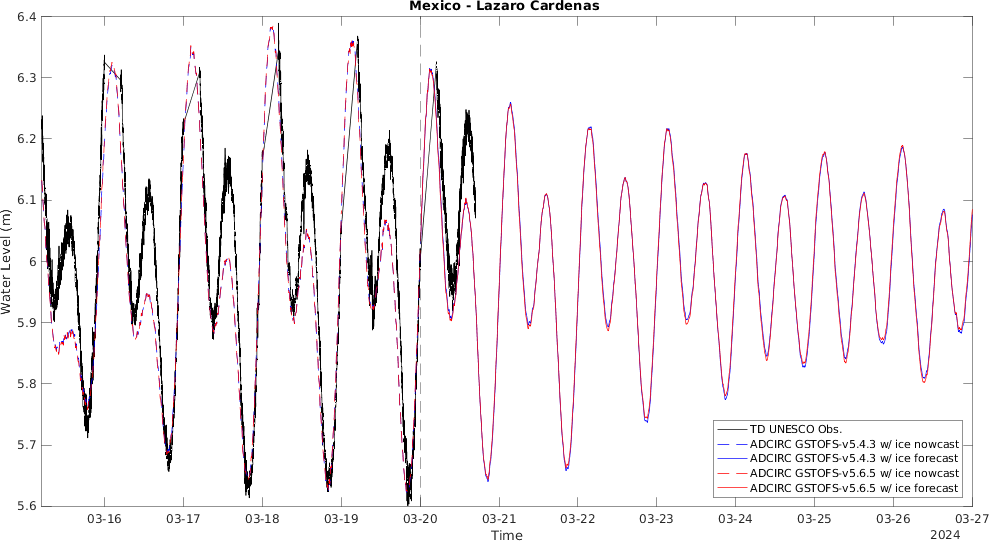 Mexico - Lazaro Cardenas
6.4
6.3
6.2
6.1
6
5.9
5.8
5.7
5.6
Water Level (m)
TD UNESCO Obs.
ADCIRC GSTOFS-v5.4.3 w/ ice nowcast
ADCIRC GSTOFS-v5.4.3 w/ ice forecast
ADCIRC GSTOFS-v5.6.5 w/ ice nowcast
ADCIRC GSTOFS-v5.6.5 w/ ice forecast
03-16 03-17 03-18 03-19 03-20 03-21 03-22 03-23 03-24 03-25 03-26 03-27
Time
2024